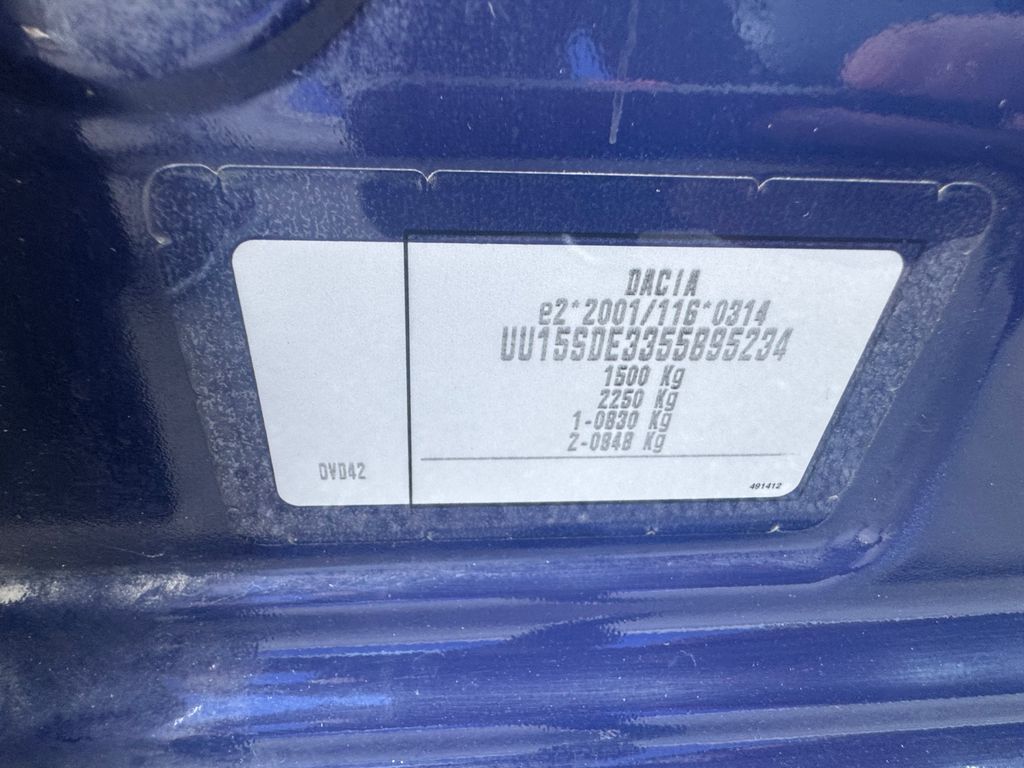 DACIA
e2*2001/116*0314
UU15SDE3355895234
1500 Kg
2250 Kg
1-0830 Kg
2-0848 Kg
DVD42
491412